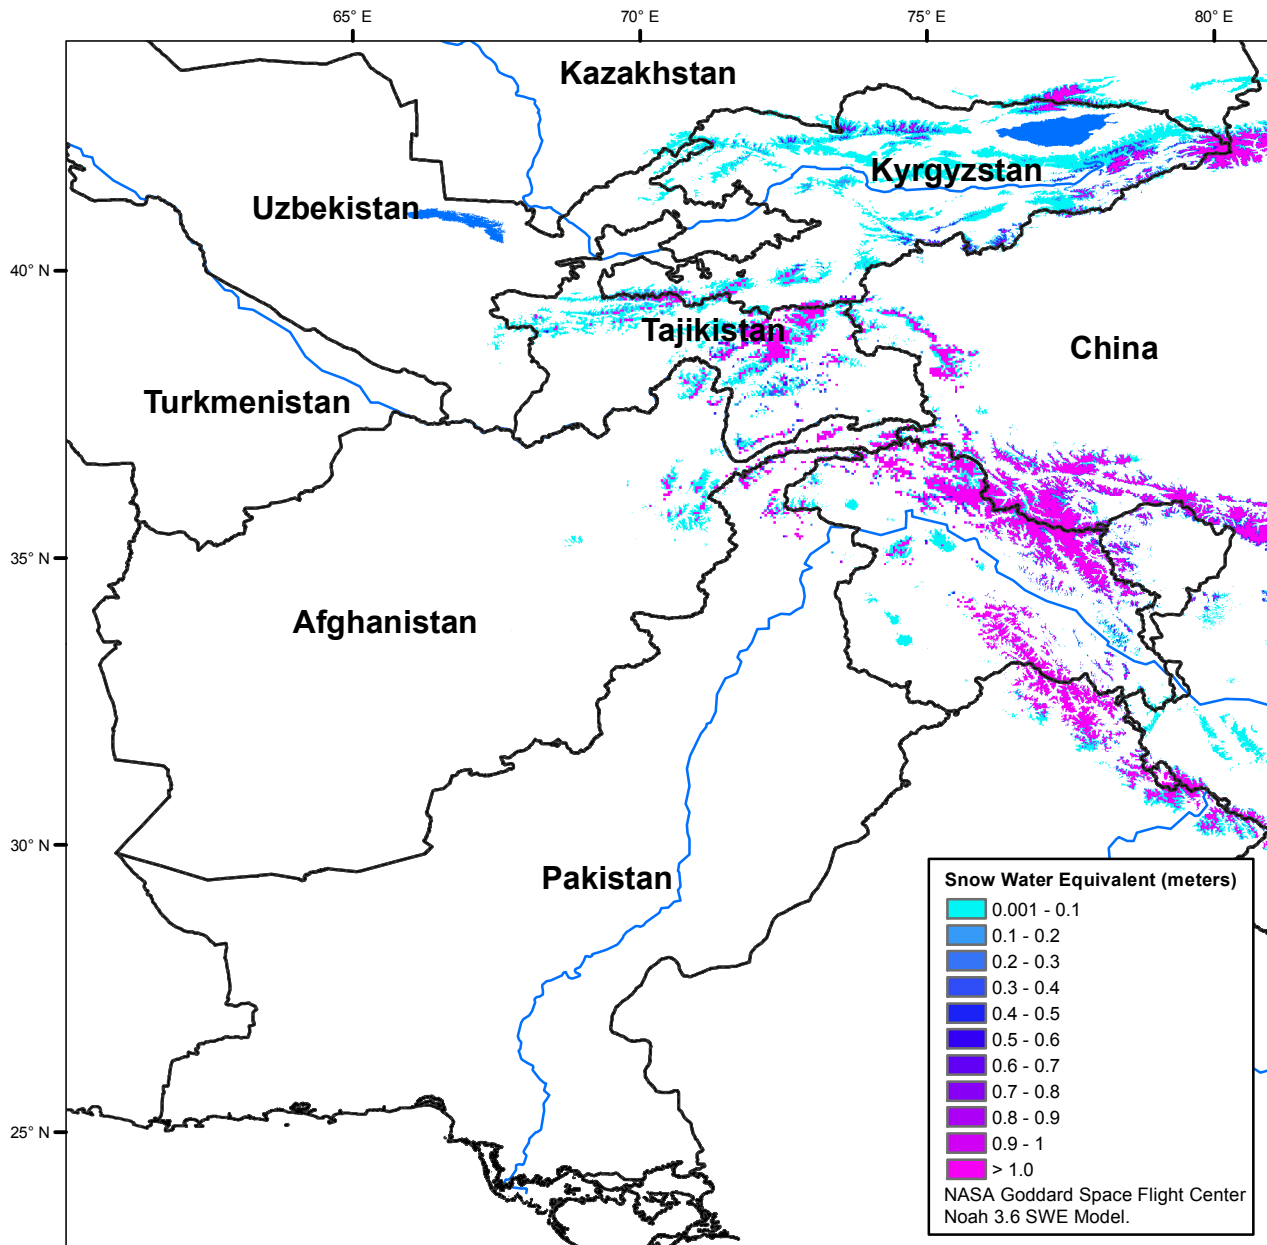 65° E
70° E
75° E
80° E
Kazakhstan
Kyrgyzstan
Uzbekistan
40° N
Tajikistan
China
Turkmenistan
35° N
Afghanistan
30° N
Pakistan
25° N
Snow Water Equivalent (meters)
0.001 - 0.1
0.1 - 0.2
0.2 - 0.3
0.3 - 0.4
0.4 - 0.5
0.5 - 0.6
0.6 - 0.7
0.7 - 0.8
0.8 - 0.9
0.9 - 1
> 1.0
NASA Goddard Space Flight Center
Noah 3.6 SWE Model.